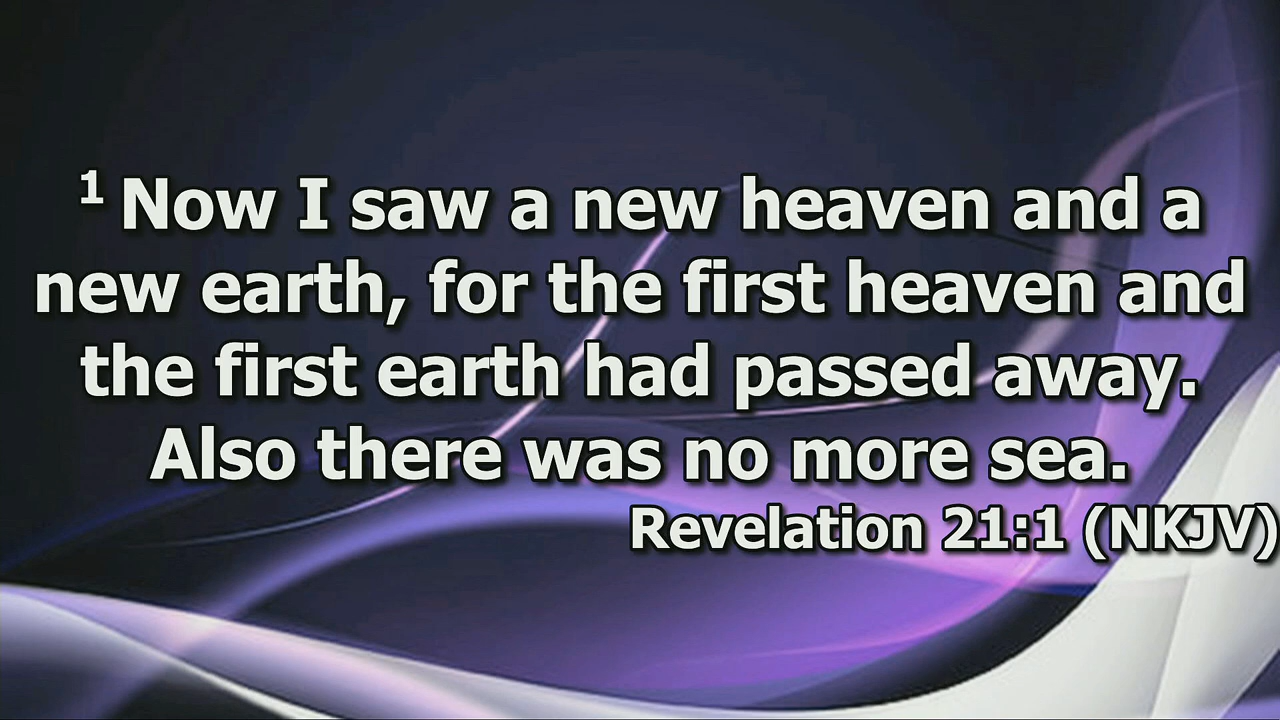 1 Now I saw a new heaven and a
new earth, for the first heaven and
the first earth had passed away.
Also there was no more sea.
Revelation 21:1 (NKJV)